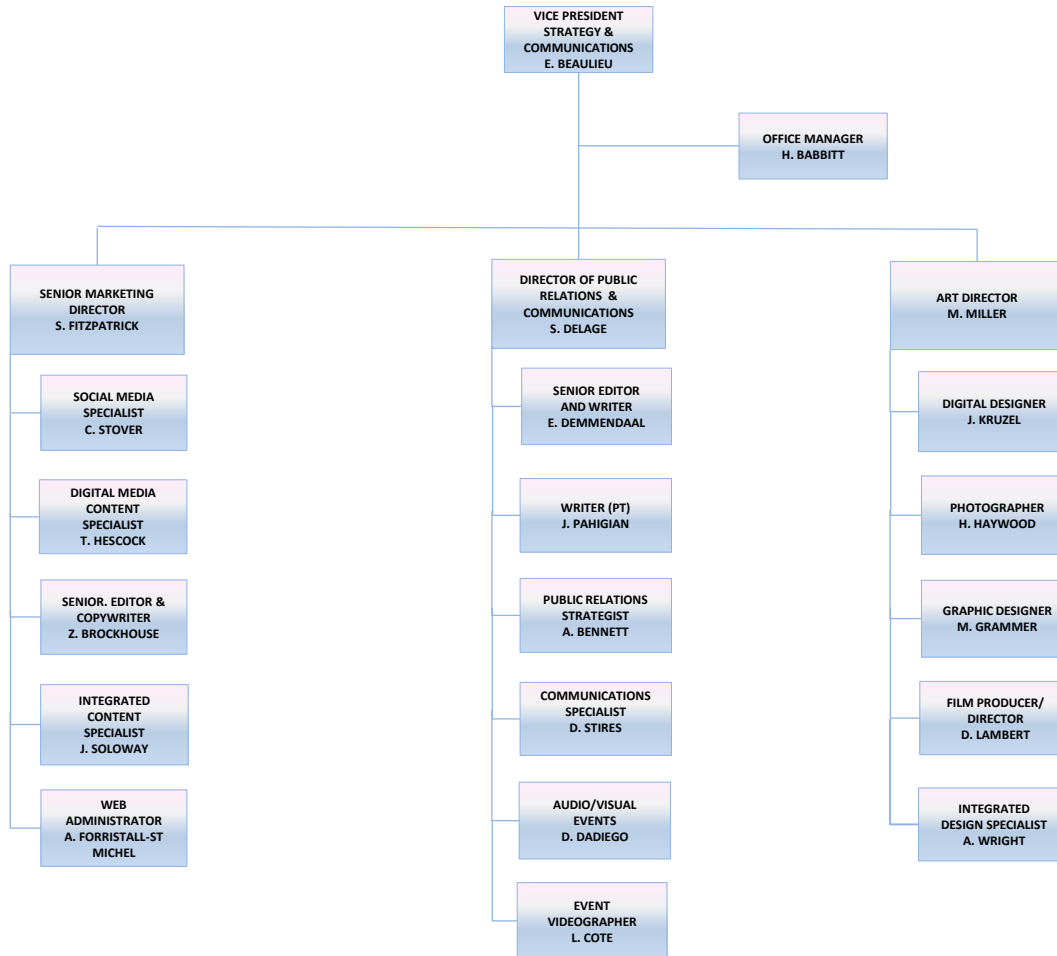 VICE PRESIDENT
STRATEGY &
COMMUNICATIONS
E. BEAULIEU
OFFICE MANAGER
H. BABBITT
SENIOR MARKETING
DIRECTOR
S. FITZPATRICK
SOCIAL MEDIA
SPECIALIST
C. STOVER
DIGITAL MEDIA
CONTENT
SPECIALIST
T. HESCOCK
SENIOR. EDITOR &
COPYWRITER
Z. BROCKHOUSE
INTEGRATED
CONTENT
SPECIALIST
J. SOLOWAY
WEB
ADMINISTRATOR
A. FORRISTALL-ST
MICHEL
DIRECTOR OF PUBLIC
RELATIONS &
COMMUNICATIONS
S. DELAGE
SENIOR EDITOR
AND WRITER
E. DEMMENDAAL
WRITER (PT)
J. PAHIGIAN
PUBLIC RELATIONS
STRATEGIST
A. BENNETT
COMMUNICATIONS
SPECIALIST
D. STIRES
AUDIO/VISUAL
EVENTS
D. DADIEGO
EVENT
VIDEOGRAPHER
L. COTE
ART DIRECTOR
M. MILLER
DIGITAL DESIGNER
J. KRUZEL
PHOTOGRAPHER
H. HAYWOOD
GRAPHIC DESIGNER
M. GRAMMER
FILM PRODUCER/
DIRECTOR
D. LAMBERT
INTEGRATED
DESIGN SPECIALIST
A. WRIGHT